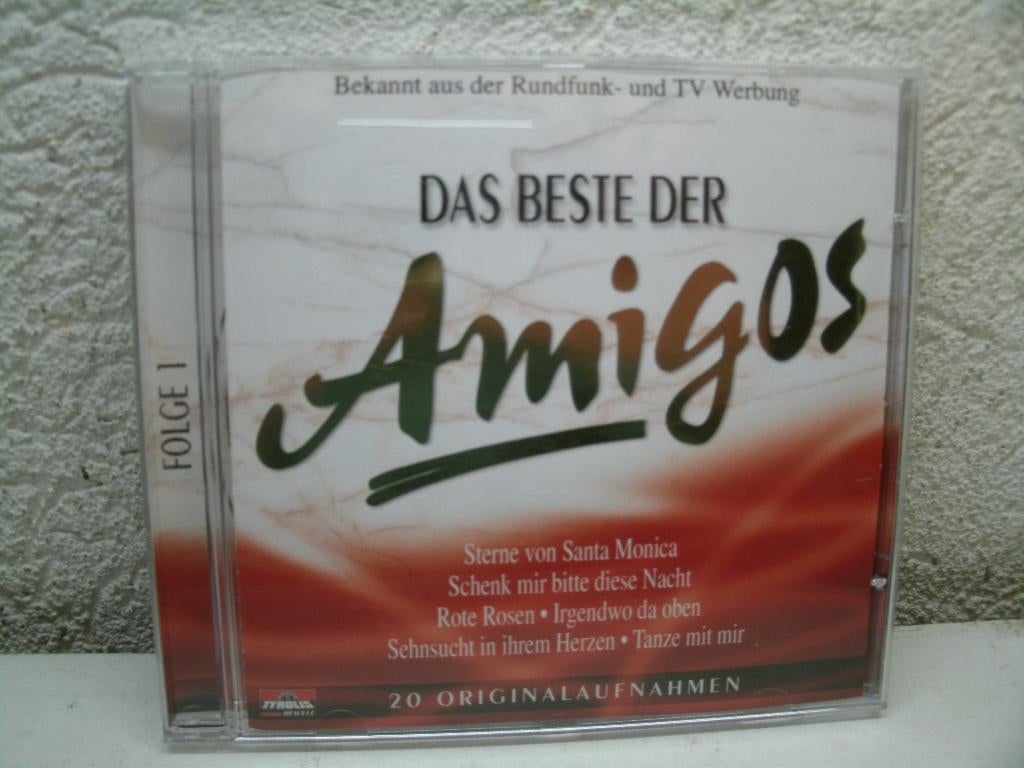 Bekannt aus der Rundfunk- und TV Werbung
DAS BESTE DER
Amigos
FOLGE 1
Sterne von Santa Monica
Schenk mir bitte diese Nacht
Rote Rosen • Irgendwo da oben
Sehnsucht in ihrem Herzen • Tanze mit mir
20 ORIGINALAUFNAHMEN
TYROLIS
music